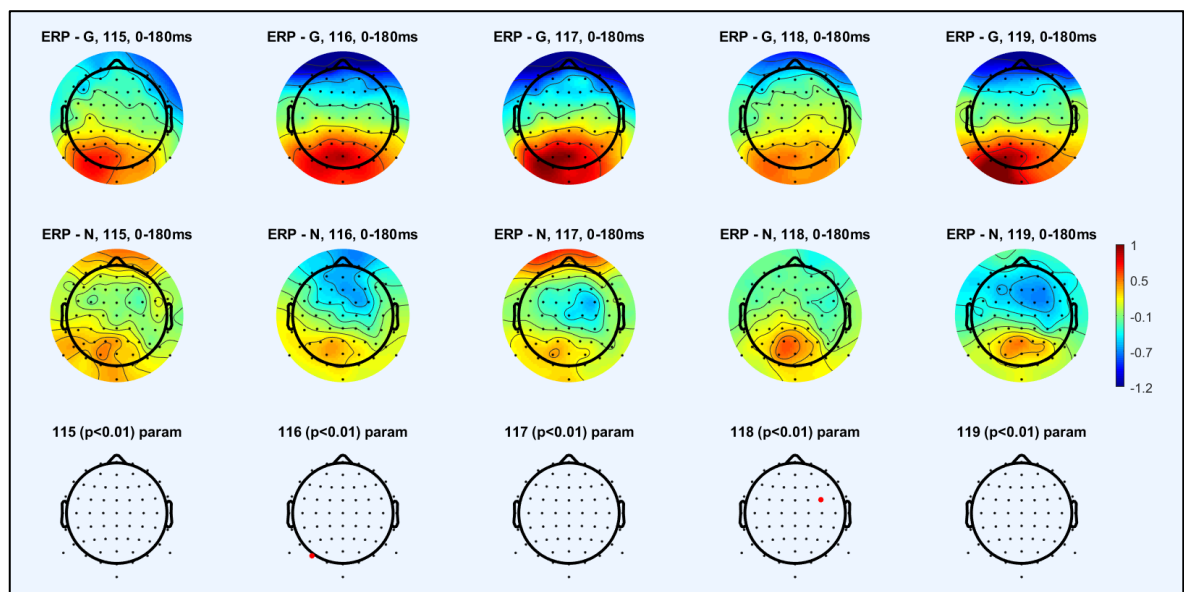 ERP - G, 115, 0-180ms
ERP - G, 116, 0-180ms
ERP - G, 117, 0-180ms
ERP - G, 118, 0-180ms
ERP - G, 119, 0-180ms
ERP - N, 115, 0-180ms
ERP - N, 116, 0-180ms
ERP - N, 117, 0-180ms
ERP - N, 118, 0-180ms
ERP - N, 119, 0-180ms
1
0.5
-0.1
-0.7
-1.2
115 (p<0.01) param
116 (p<0.01) param
117 (p<0.01) param
118 (p<0.01) param
119 (p<0.01) param